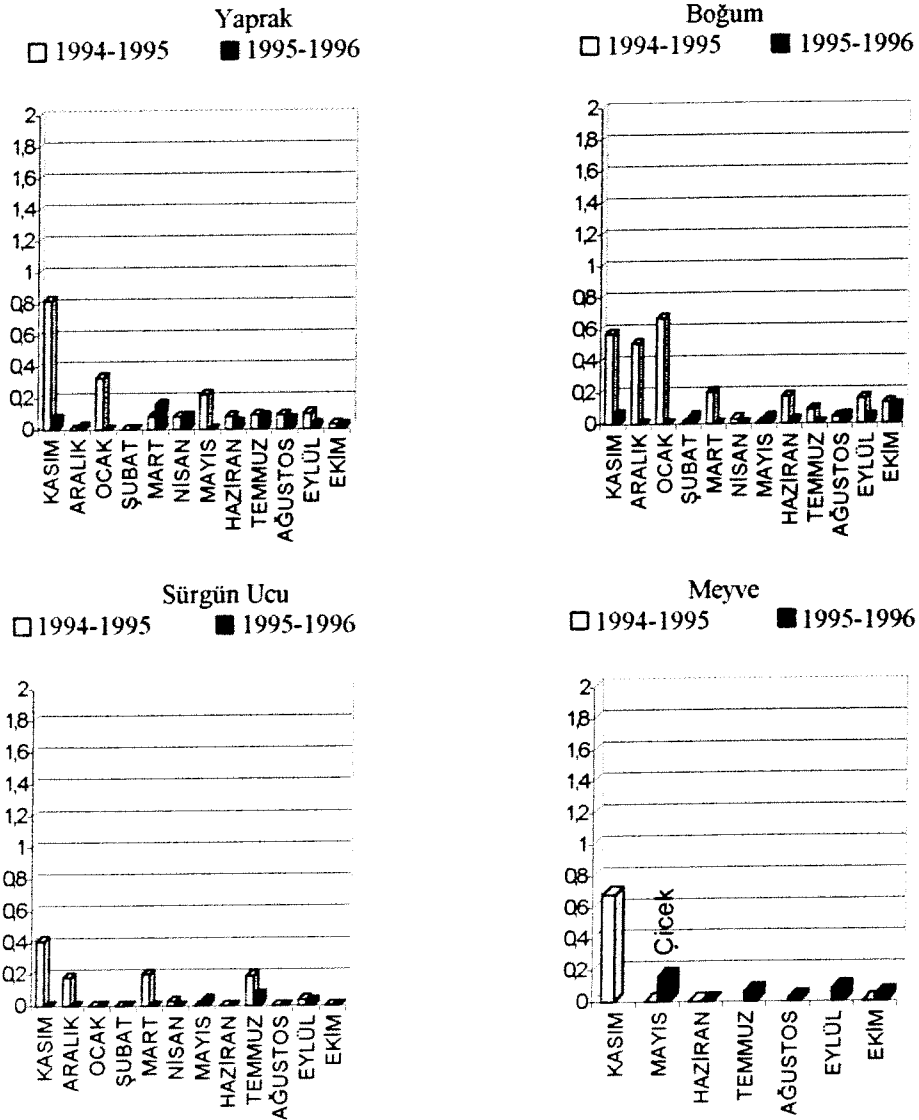 Yaprak
□ 1994-1995 ■ 1995-1996
2
1,8
1,6
1,4
1,2
1
0,8
0,6
0,4
0,2
0
KASIM
ARALIK
OCAK
ŞUBAT
MART
NİSAN
MAYIS
HAZİRAN
TEMMUZ
AĞUSTOS
EYLÜL
EKİM
Boğum
□ 1994-1995 ■ 1995-1996
2
1,8
1,6
1,4
1,2
1
0,8
0,6
0,4
0,2
0
KASIM
ARALIK
OCAK
ŞUBAT
MART
NİSAN
MAYIS
HAZİRAN
TEMMUZ
AĞUSTOS
EYLÜL
EKİM
Sürgün Ucu
□ 1994-1995 ■ 1995-1996
2
1,8
1,6
1,4
1,2
1
0,8
0,6
0,4
0,2
0
KASIM
ARALIK
OCAK
ŞUBAT
MART
NİSAN
MAYIS
HAZİRAN
TEMMUZ
AĞUSTOS
EYLÜL
EKİM
Meyve
□ 1994-1995 ■ 1995-1996
2
1,8
1,6
1,4
1,2
1
0,8
0,6
0,4
0,2
0
Çicek
KASIM
MAYIS
HAZİRAN
TEMMUZ
AĞUSTOS
EYLÜL
EKİM